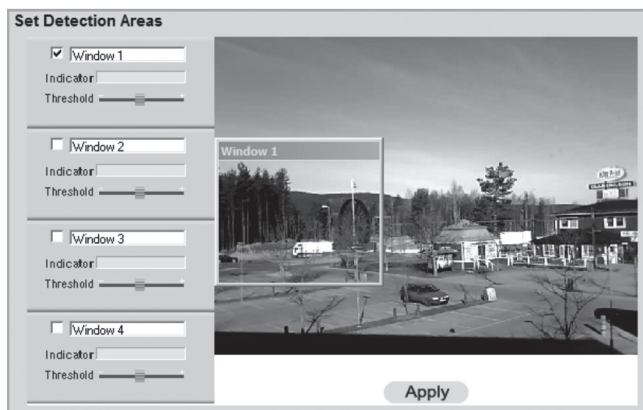 Set Detection Areas
Window 1
Indicator
Threshold
Window 2
Indicator
Threshold
Window 3
Indicator
Threshold
Window 4
Indicator
Threshold
Window 1
Apply